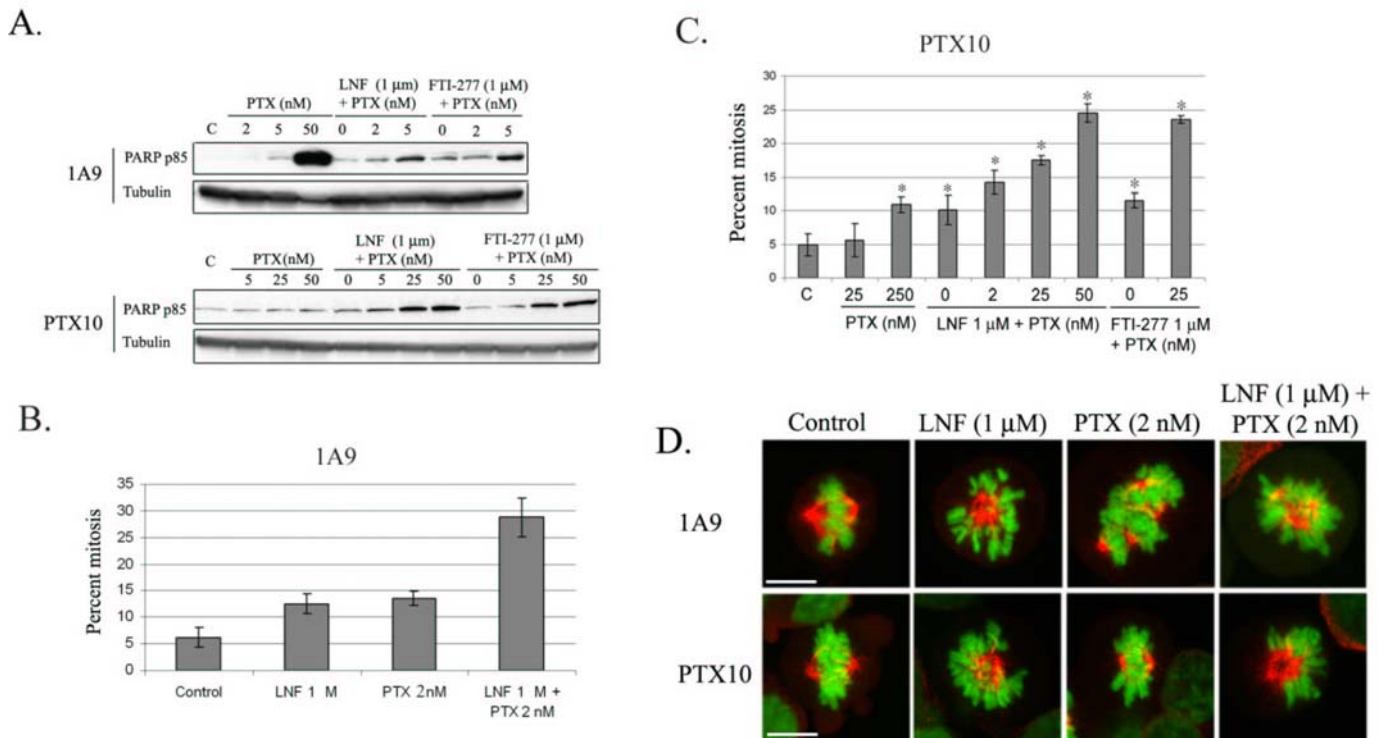 A.
LNF (1 μm) FTI-277 (1 μM)
PTX (nM) + PTX (nM) + PTX (nM)
C 2 5 50 0 2 5 0 2 5
1A9
PARP p85
Tubulin
LNF (1 μm) FTI-277 (1 μM)
C PTX(nM) + PTX (nM) + PTX (nM)
5 25 50 0 5 25 50 0 5 25 50
PTX10
PARP p85
Tubulin
B.
1A9
Percent mitosis
35
30
25
20
15
10
5
0
Control LNF 1 M PTX 2nM LNF 1 M +
PTX 2 nM
C.
PTX10
Percent mitosis
30
25
20
15
10
5
0
* * * * * * *
C 25 250 0 2 25 50 0 25
PTX (nM) LNF 1 μM + PTX (nM) FTI-277 1 μM
+ PTX (nM)
D.
Control LNF (1 μM) PTX (2 nM) LNF (1 μM) +
PTX (2 nM)
1A9
PTX10